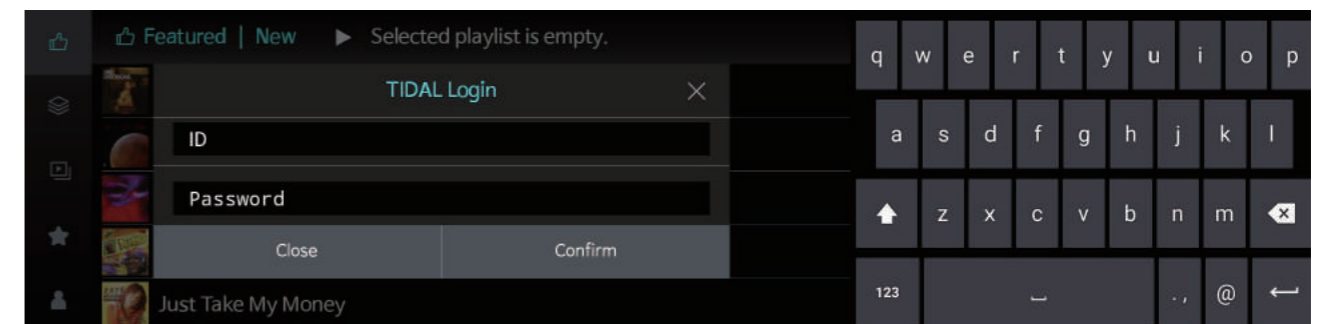 Featured | New ▶ Selected playlist is empty.
TIDAL Login
ID
Password
Close Confirm
Just Take My Money
q w e r t y u i o p
a s d f g h j k l
z x c v b n m
123 . , @